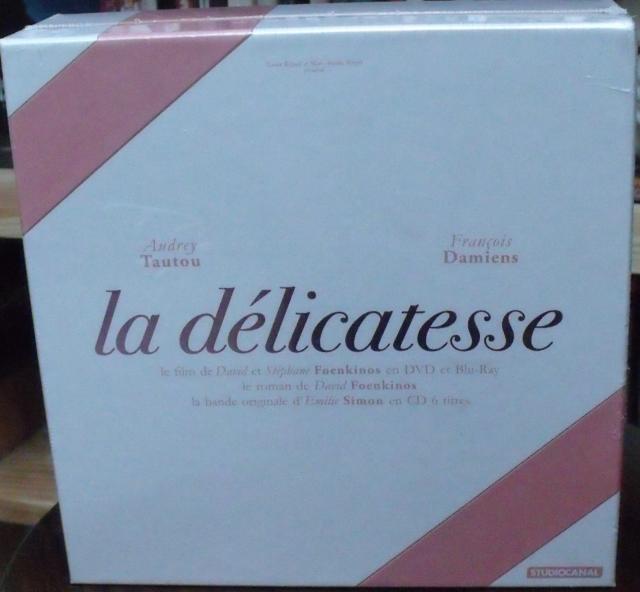 Audrey
Tautou
François
Damiens
la délicatesse
le film de David et Stéphane Foenkinos en DVD et Blu-Ray
le roman de David Foenkinos
la bande originale d'Emilie Simon en CD 6 titres
STUDIOCANAL